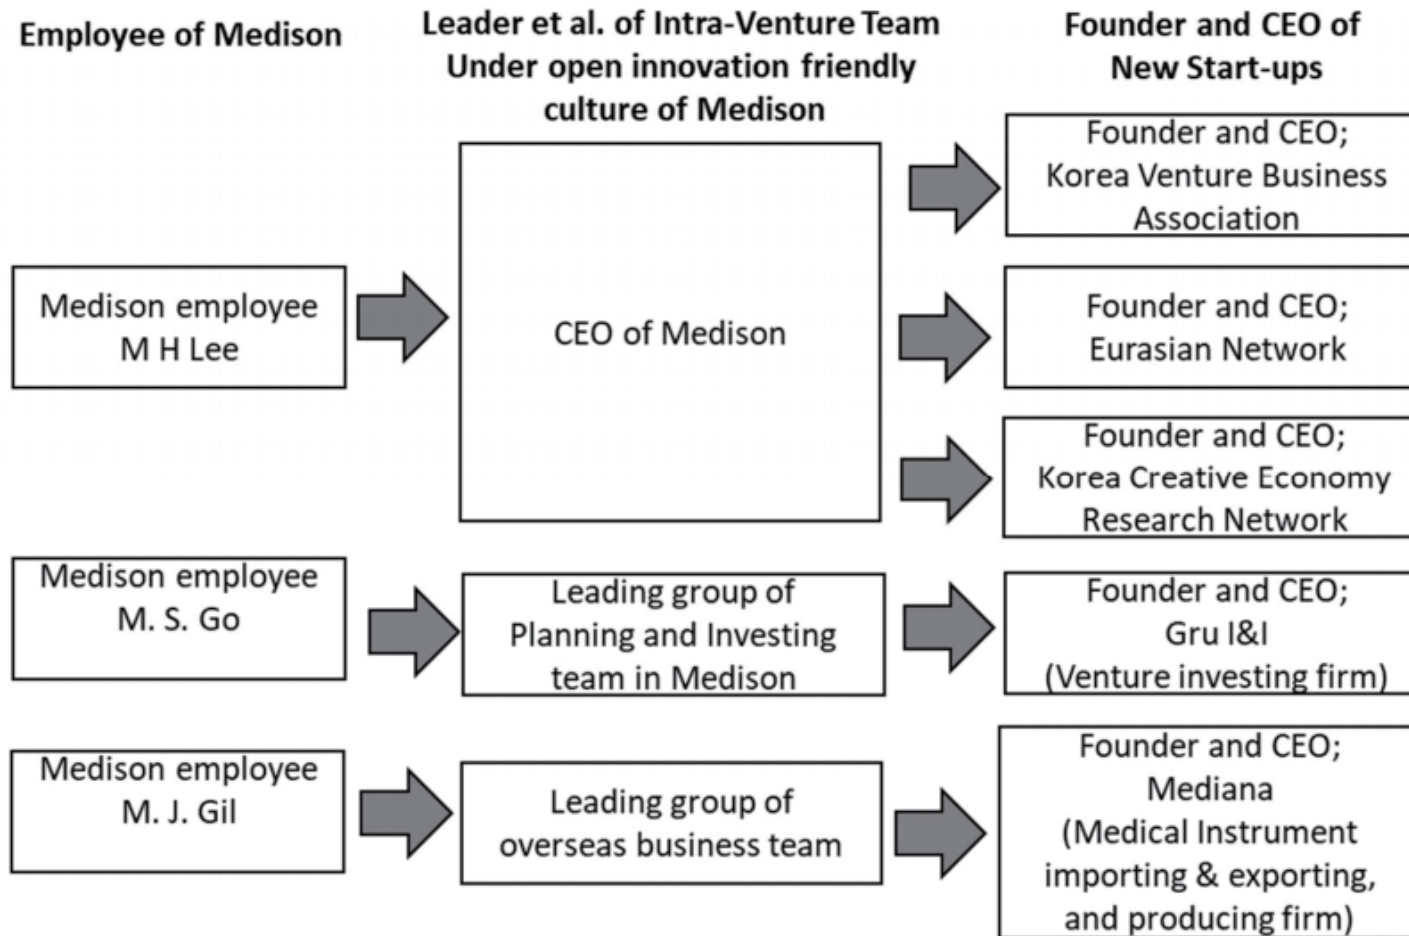 Employee of Medison
Leader et al. of Intra-Venture Team
Under open innovation friendly
culture of Medison
Founder and CEO of
New Start-ups
Medison employee
M H Lee
CEO of Medison
Founder and CEO;
Korea Venture Business
Association
Founder and CEO;
Eurasian Network
Founder and CEO;
Korea Creative Economy
Research Network
Medison employee
M. S. Go
Leading group of
Planning and Investing
team in Medison
Founder and CEO;
Gru I&I
(Venture investing firm)
Medison employee
M. J. Gil
Leading group of
overseas business team
Founder and CEO;
Mediana
(Medical Instrument
importing & exporting,
and producing firm)